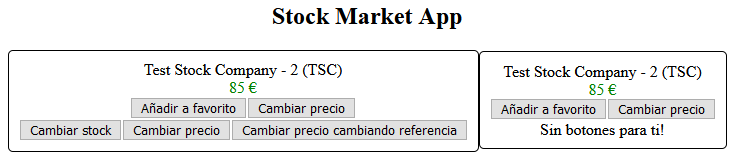 Stock Market App
Test Stock Company - 2 (TSC)
85 €
Añadir a favorito Cambiar precio
Cambiar stock Cambiar precio Cambiar precio cambiando referencia
Test Stock Company - 2 (TSC)
85 €
Añadir a favorito Cambiar precio
Sin botones para ti!